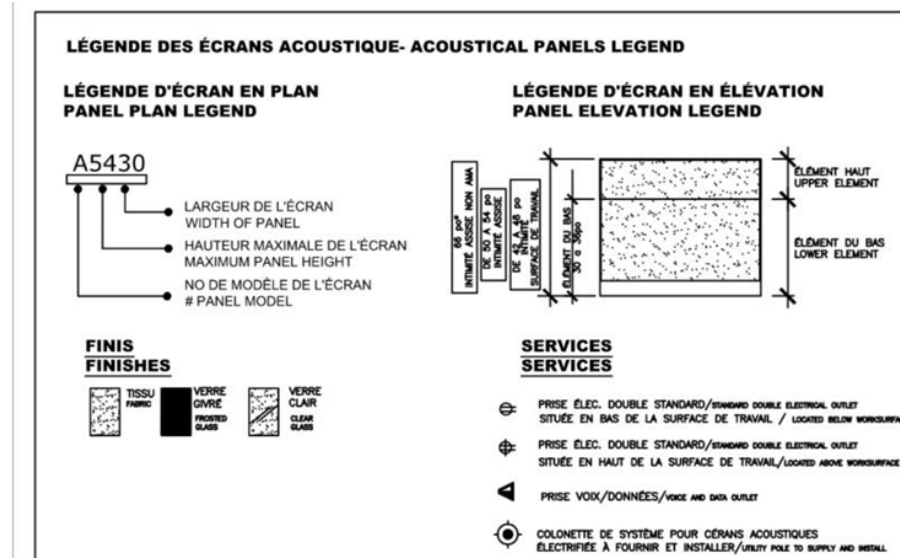 LÉGENDE DES ÉCRANS ACOUSTIQUE- ACOUSTICAL PANELS LEGEND
LÉGENDE D'ÉCRAN EN PLAN
PANEL PLAN LEGEND
A5430
LARGEUR DE L'ÉCRAN
WIDTH OF PANEL
HAUTEUR MAXIMALE DE L'ÉCRAN
MAXIMUM PANEL HEIGHT
NO DE MODÈLE DE L'ÉCRAN
# PANEL MODEL
LÉGENDE D'ÉCRAN EN ÉLÉVATION
PANEL ELEVATION LEGEND
66 po*
INTIMITÉ ASSISE NON AMA
DE 50 À 54 po
INTIMITÉ ASSISE
DE 42 À 48 po
INTIMITÉ
SURFACE DE TRAVAIL
ÉLÉMENT DU BAS
30 à 36po
ÉLÉMENT HAUT
UPPER ELEMENT
ÉLÉMENT DU BAS
LOWER ELEMENT
FINIS
FINISHES
TISSU
FABRIC
VERRE
GIVRÉ
FROSTED
GLASS
VERRE
CLAIR
CLEAR
GLASS
SERVICES
SERVICES
PRISE ÉLEC. DOUBLE STANDARD/STANDARD DOUBLE ELECTRICAL OUTLET
SITUÉE EN BAS DE LA SURFACE DE TRAVAIL / LOCATED BELOW WORKSURFA
PRISE ÉLEC. DOUBLE STANDARD/STANDARD DOUBLE ELECTRICAL OUTLET
SITUÉE EN HAUT DE LA SURFACE DE TRAVAIL/LOCATED ABOVE WORKSURFACE
PRISE VOIX/DONNÉES/VOICE AND DATA OUTLET
COLONETTE DE SYSTÈME POUR CÉRANS ACOUSTIQUES
ÉLECTRIFIÉE À FOURNIR ET INSTALLER/UTILITY POLE TO SUPPLY AND INSTALL